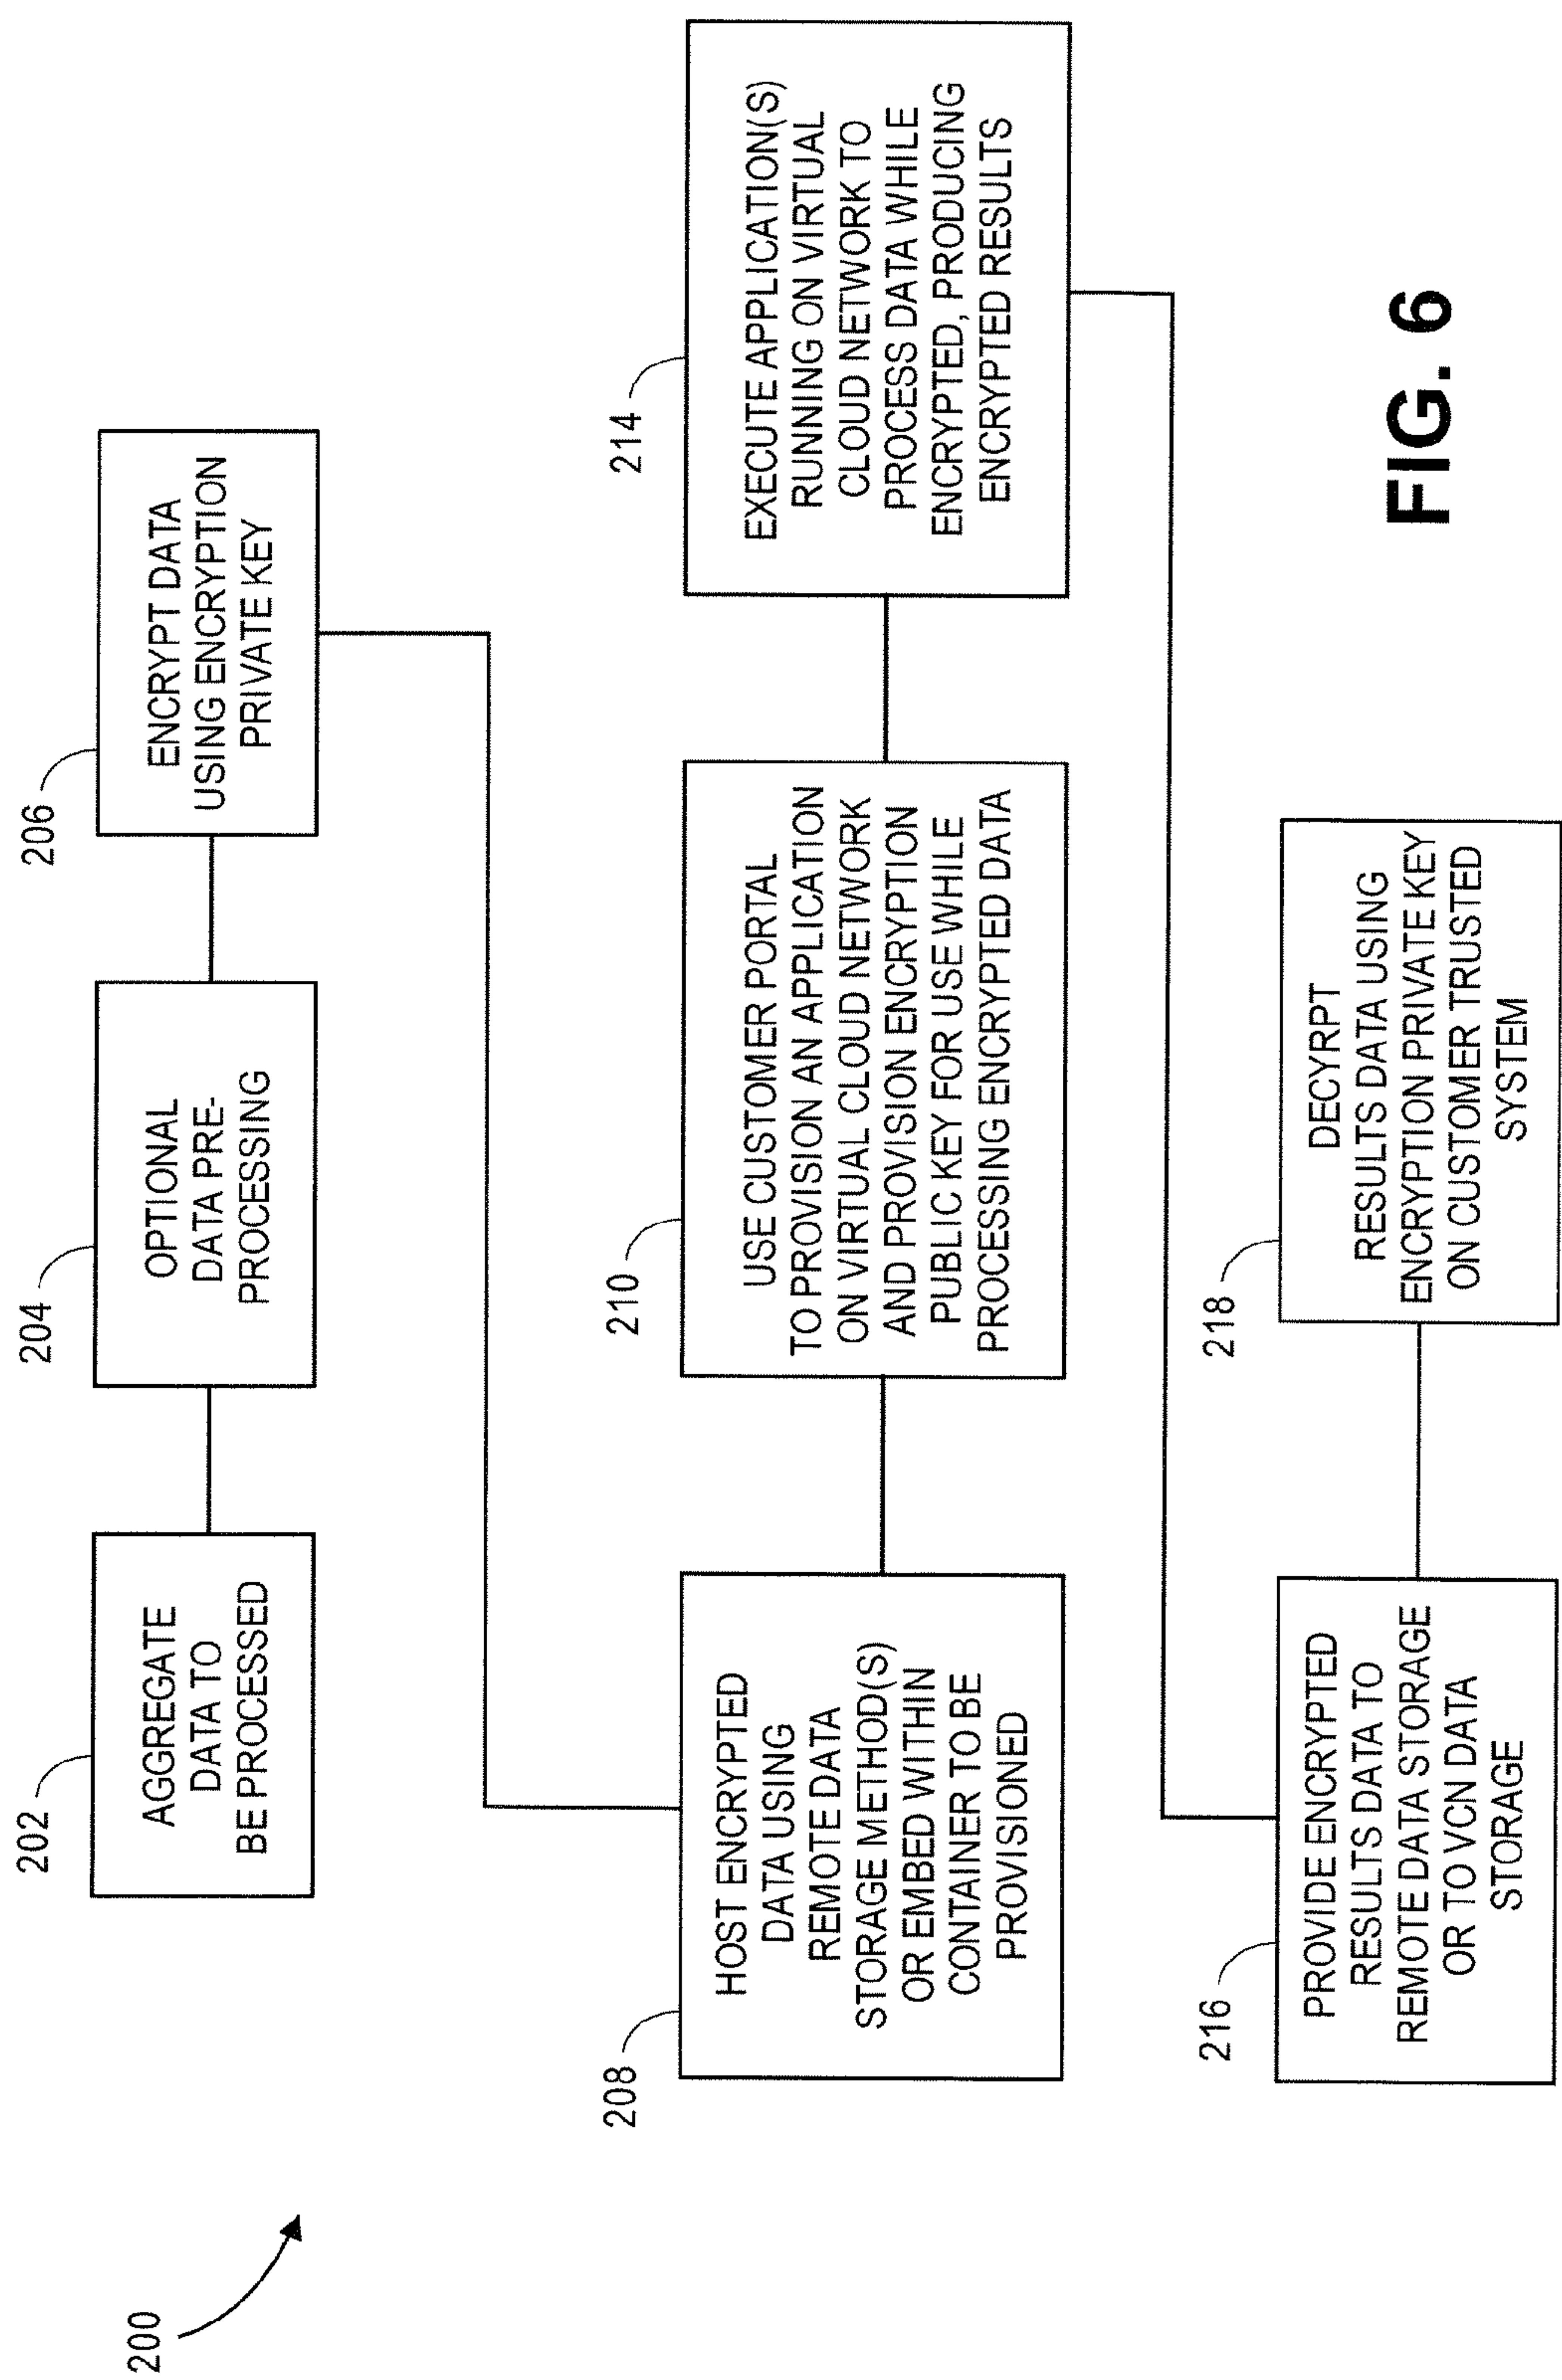 200
202
AGGREGATE
DATA TO
BE PROCESSED
204
OPTIONAL
DATA PRE-
PROCESSING
206
ENCRYPT DATA
USING ENCRYPTION
PRIVATE KEY
208
HOST ENCRYPTED
DATA USING
REMOTE DATA
STORAGE METHOD(S)
OR EMBED WITHIN
CONTAINER TO BE
PROVISIONED
210
USE CUSTOMER PORTAL
TO PROVISION AN APPLICATION
ON VIRTUAL CLOUD NETWORK
AND PROVISION ENCRYPTION
PUBLIC KEY FOR USE WHILE
PROCESSING ENCRYPTED DATA
214
EXECUTE APPLICATION(S)
RUNNING ON VIRTUAL
CLOUD NETWORK TO
PROCESS DATA WHILE
ENCRYPTED, PRODUCING
ENCRYPTED RESULTS
216
PROVIDE ENCRYPTED
RESULTS DATA TO
REMOTE DATA STORAGE
OR TO VCN DATA
STORAGE
218
DECYRPT
RESULTS DATA USING
ENCRYPTION PRIVATE KEY
ON CUSTOMER TRUSTED
SYSTEM
FIG. 6